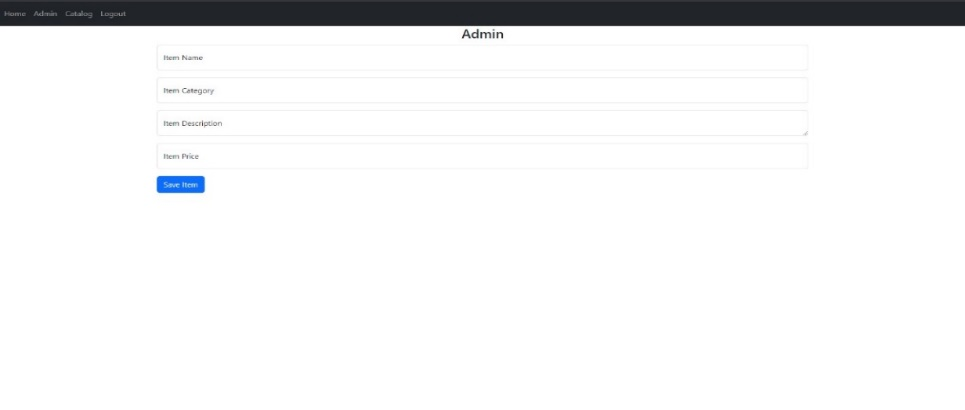 Home Admin Catalog Logout
Admin
Item Name
Item Category
Item Description
Item Price
Save Item